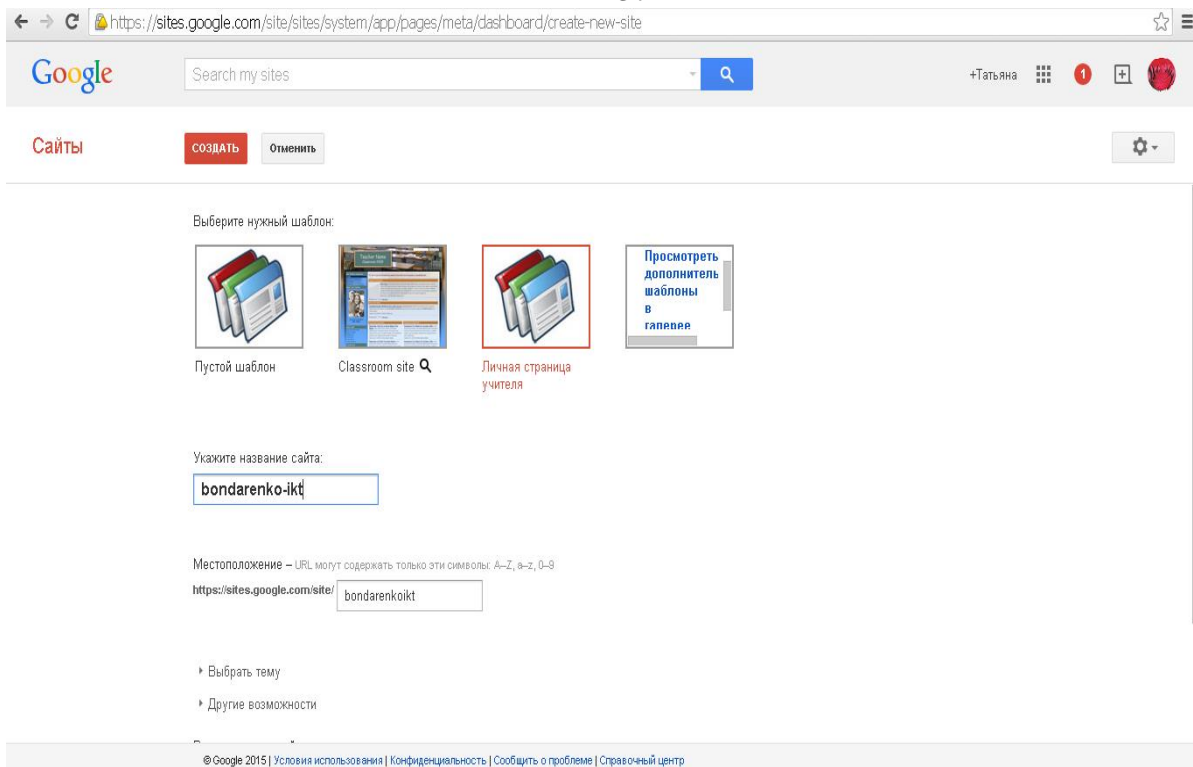 https://sites.google.com/site/sites/system/app/pages/meta/dashboard/create-new-site
Google
Search my sites
+Татьяна
1
Сайты
СОЗДАТЬ
Отменить
Выберите нужный шаблон:
Просмотреть
дополнитель
шаблоны
в
галерее
Пустой шаблон
Classroom site
Личная страница
учителя
Укажите название сайта:
bondarenko-ikt
Местоположение – URL могут содержать только эти символы: A–Z, a–z, 0–9
https://sites.google.com/site/ bondarenkoikt
Выбрать тему
Другие возможности
© Google 2015 | Условия использования | Конфиденциальность | Сообщить о проблеме | Справочный центр